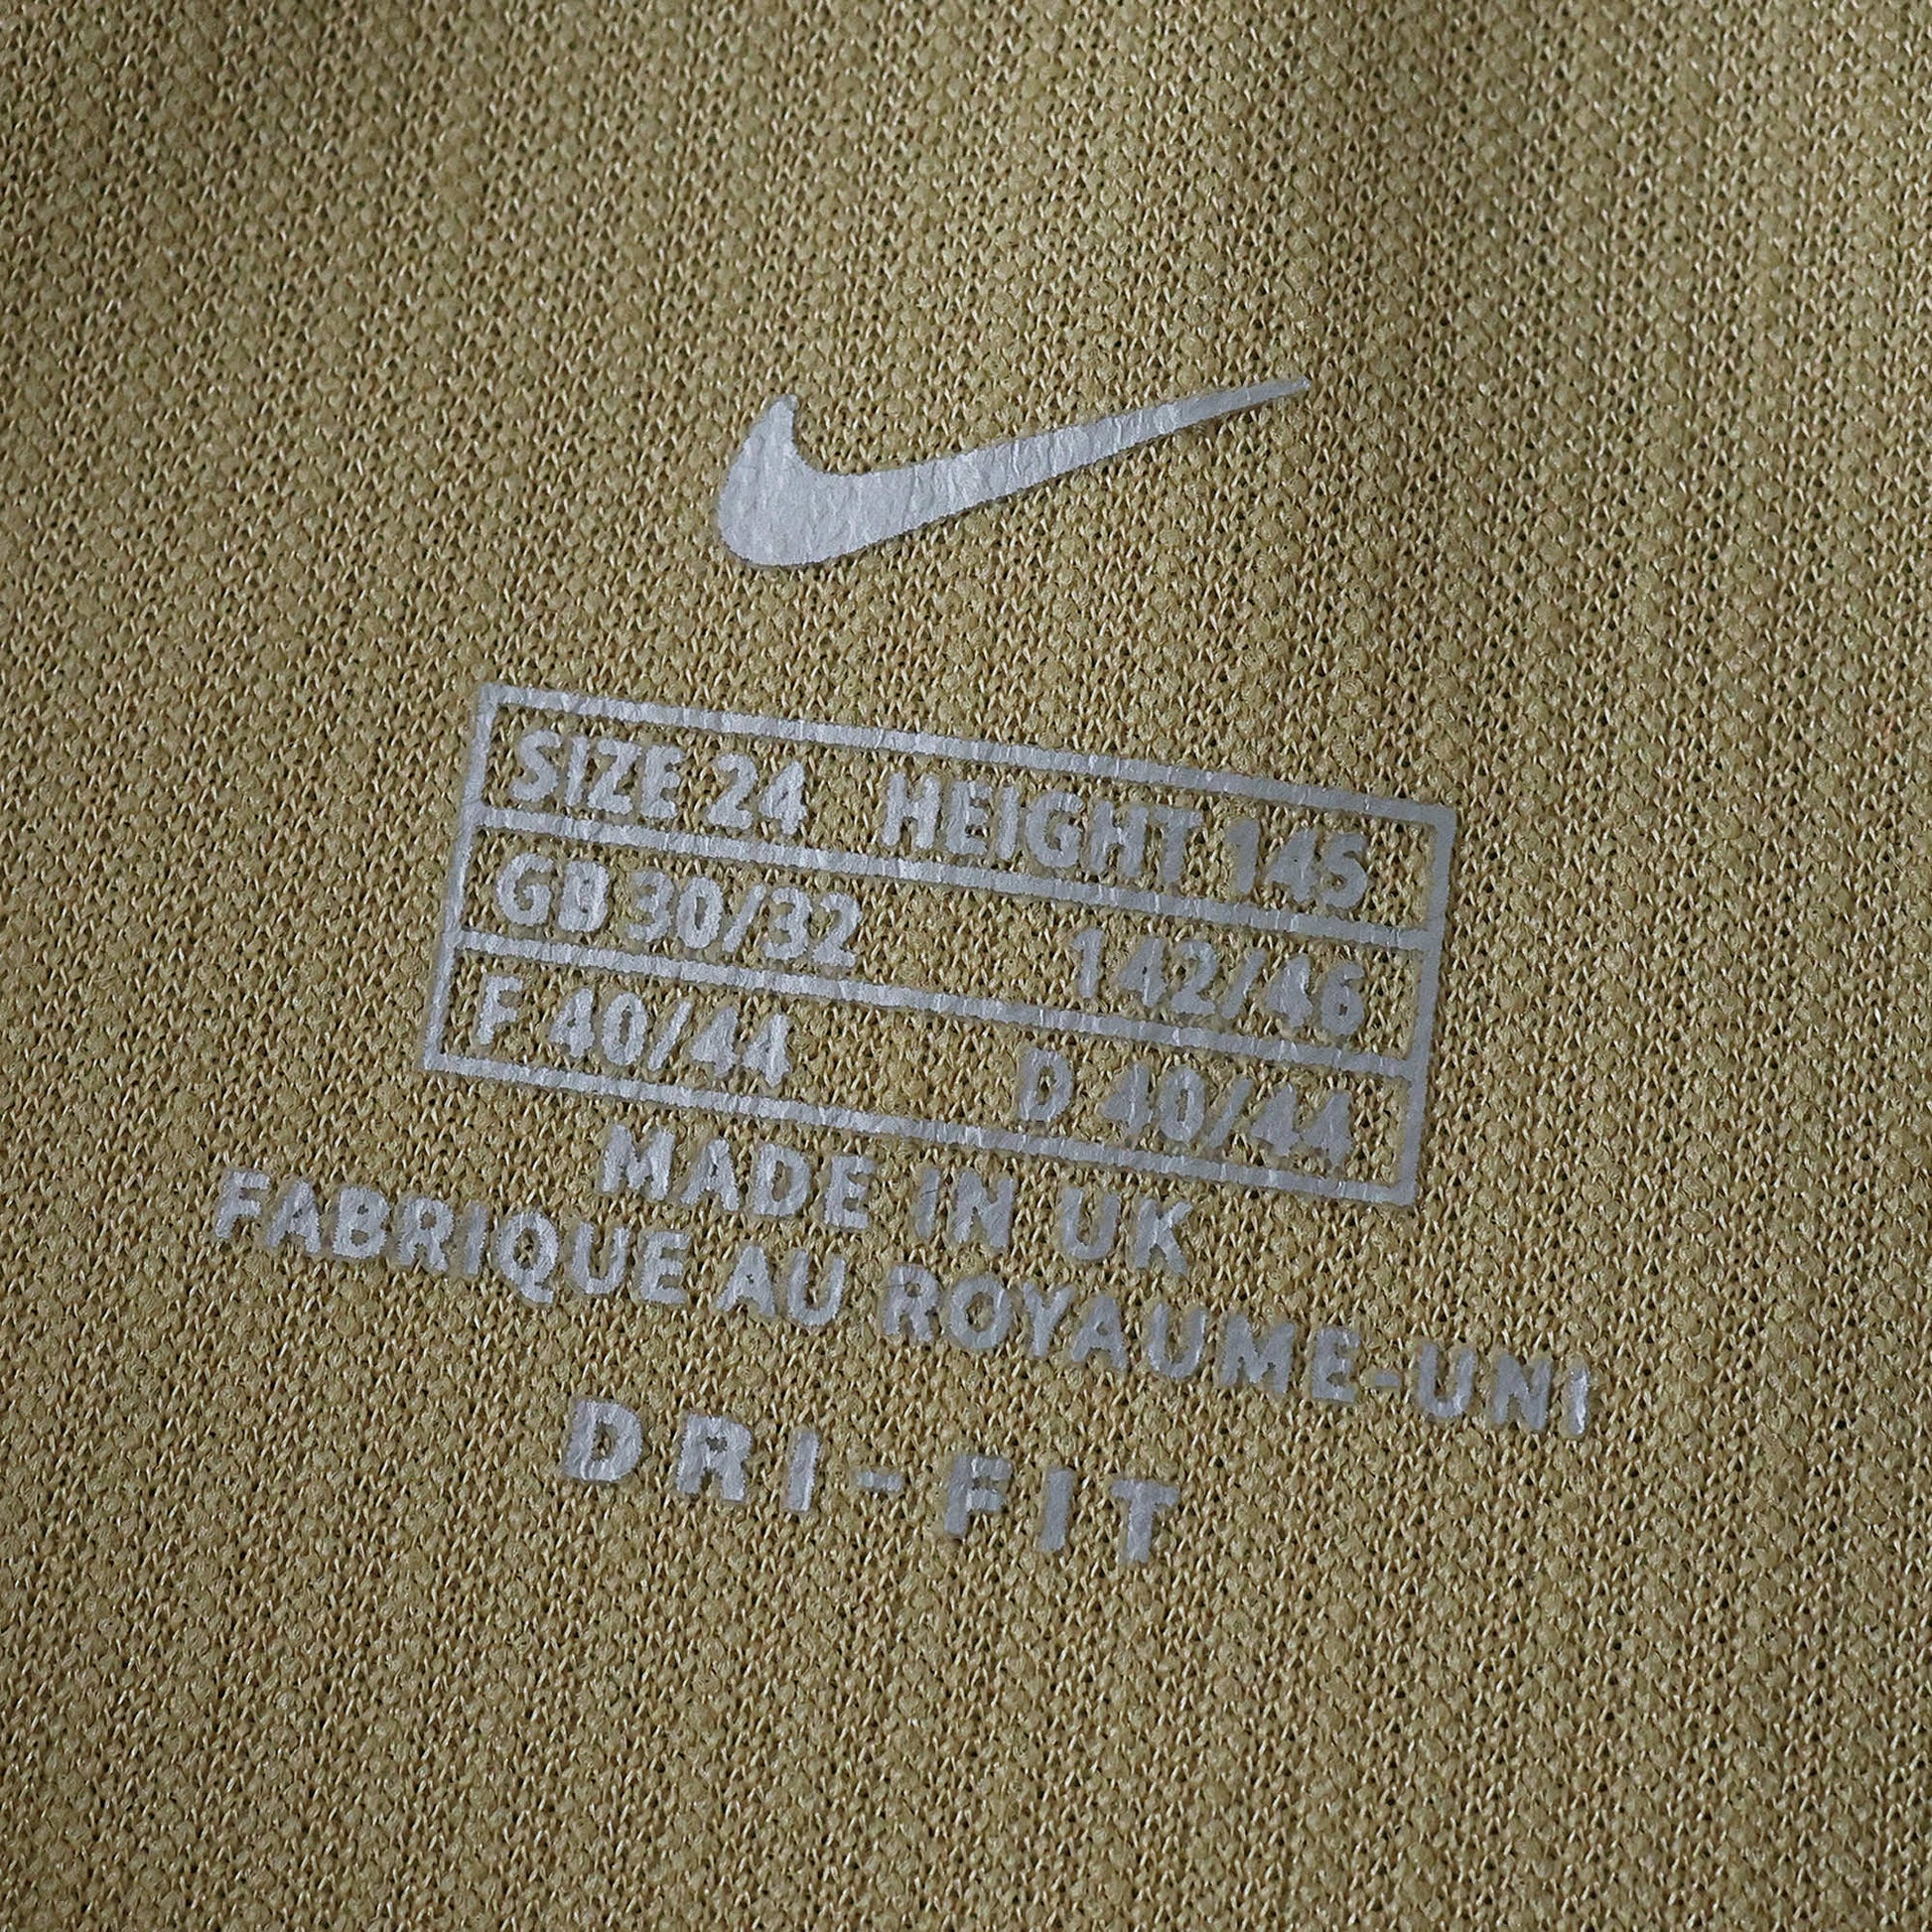 SIZE 24 HEIGHT 145
GB 30/32 142/46
F 40/44 D 40/44
MADE IN UK
FABRIQUE AU ROYAUME-UNI
DRI-FIT